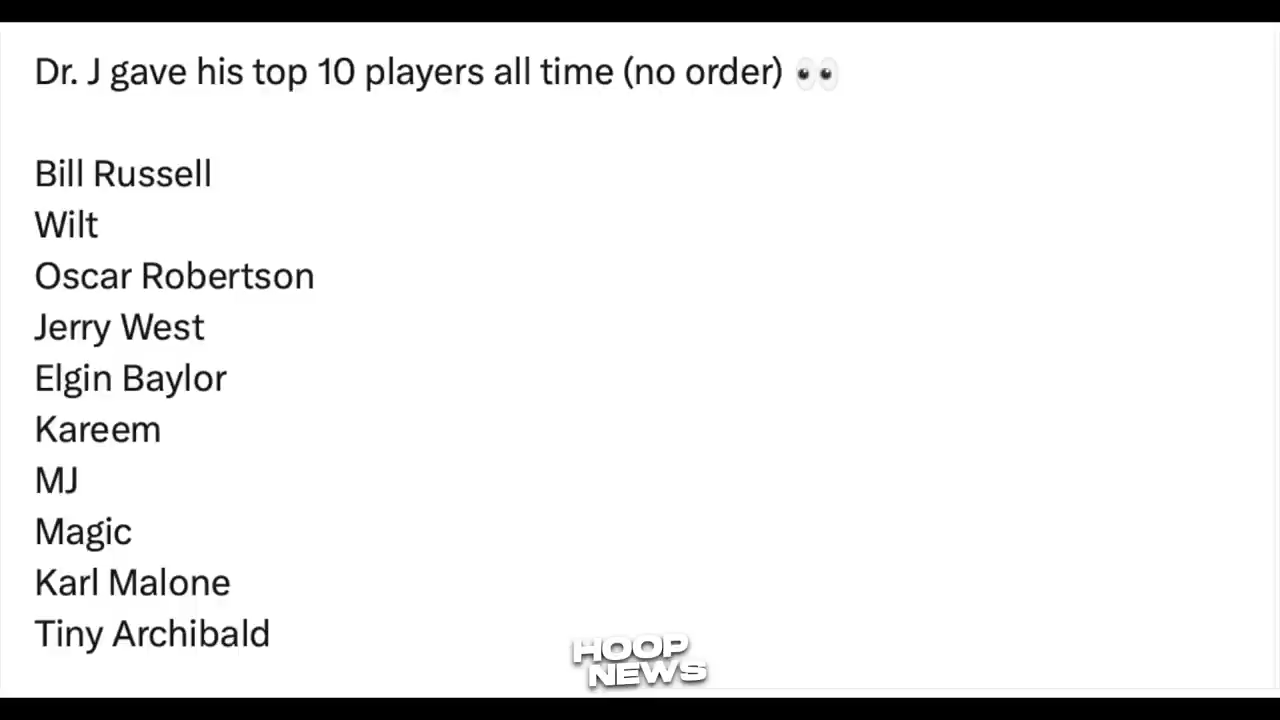 Dr. J gave his top 10 players all time (no order) 👀
Bill Russell
Wilt
Oscar Robertson
Jerry West
Elgin Baylor
Kareem
MJ
Magic
Karl Malone
Tiny Archibald
HOOP
NEWS